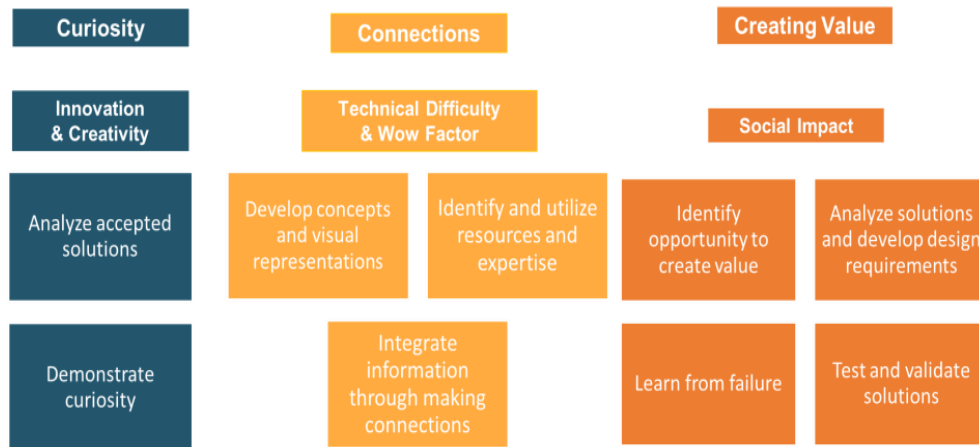 Curiosity
Connections
Creating Value
Innovation
& Creativity
Technical Difficulty
& Wow Factor
Social Impact
Analyze accepted
solutions
Develop concepts
and visual
representations
Identify and utilize
resources and
expertise
Identify
opportunity to
create value
Analyze solutions
and develop design
requirements
Demonstrate
curiosity
Integrate
information
through making
connections
Learn from failure
Test and validate
solutions